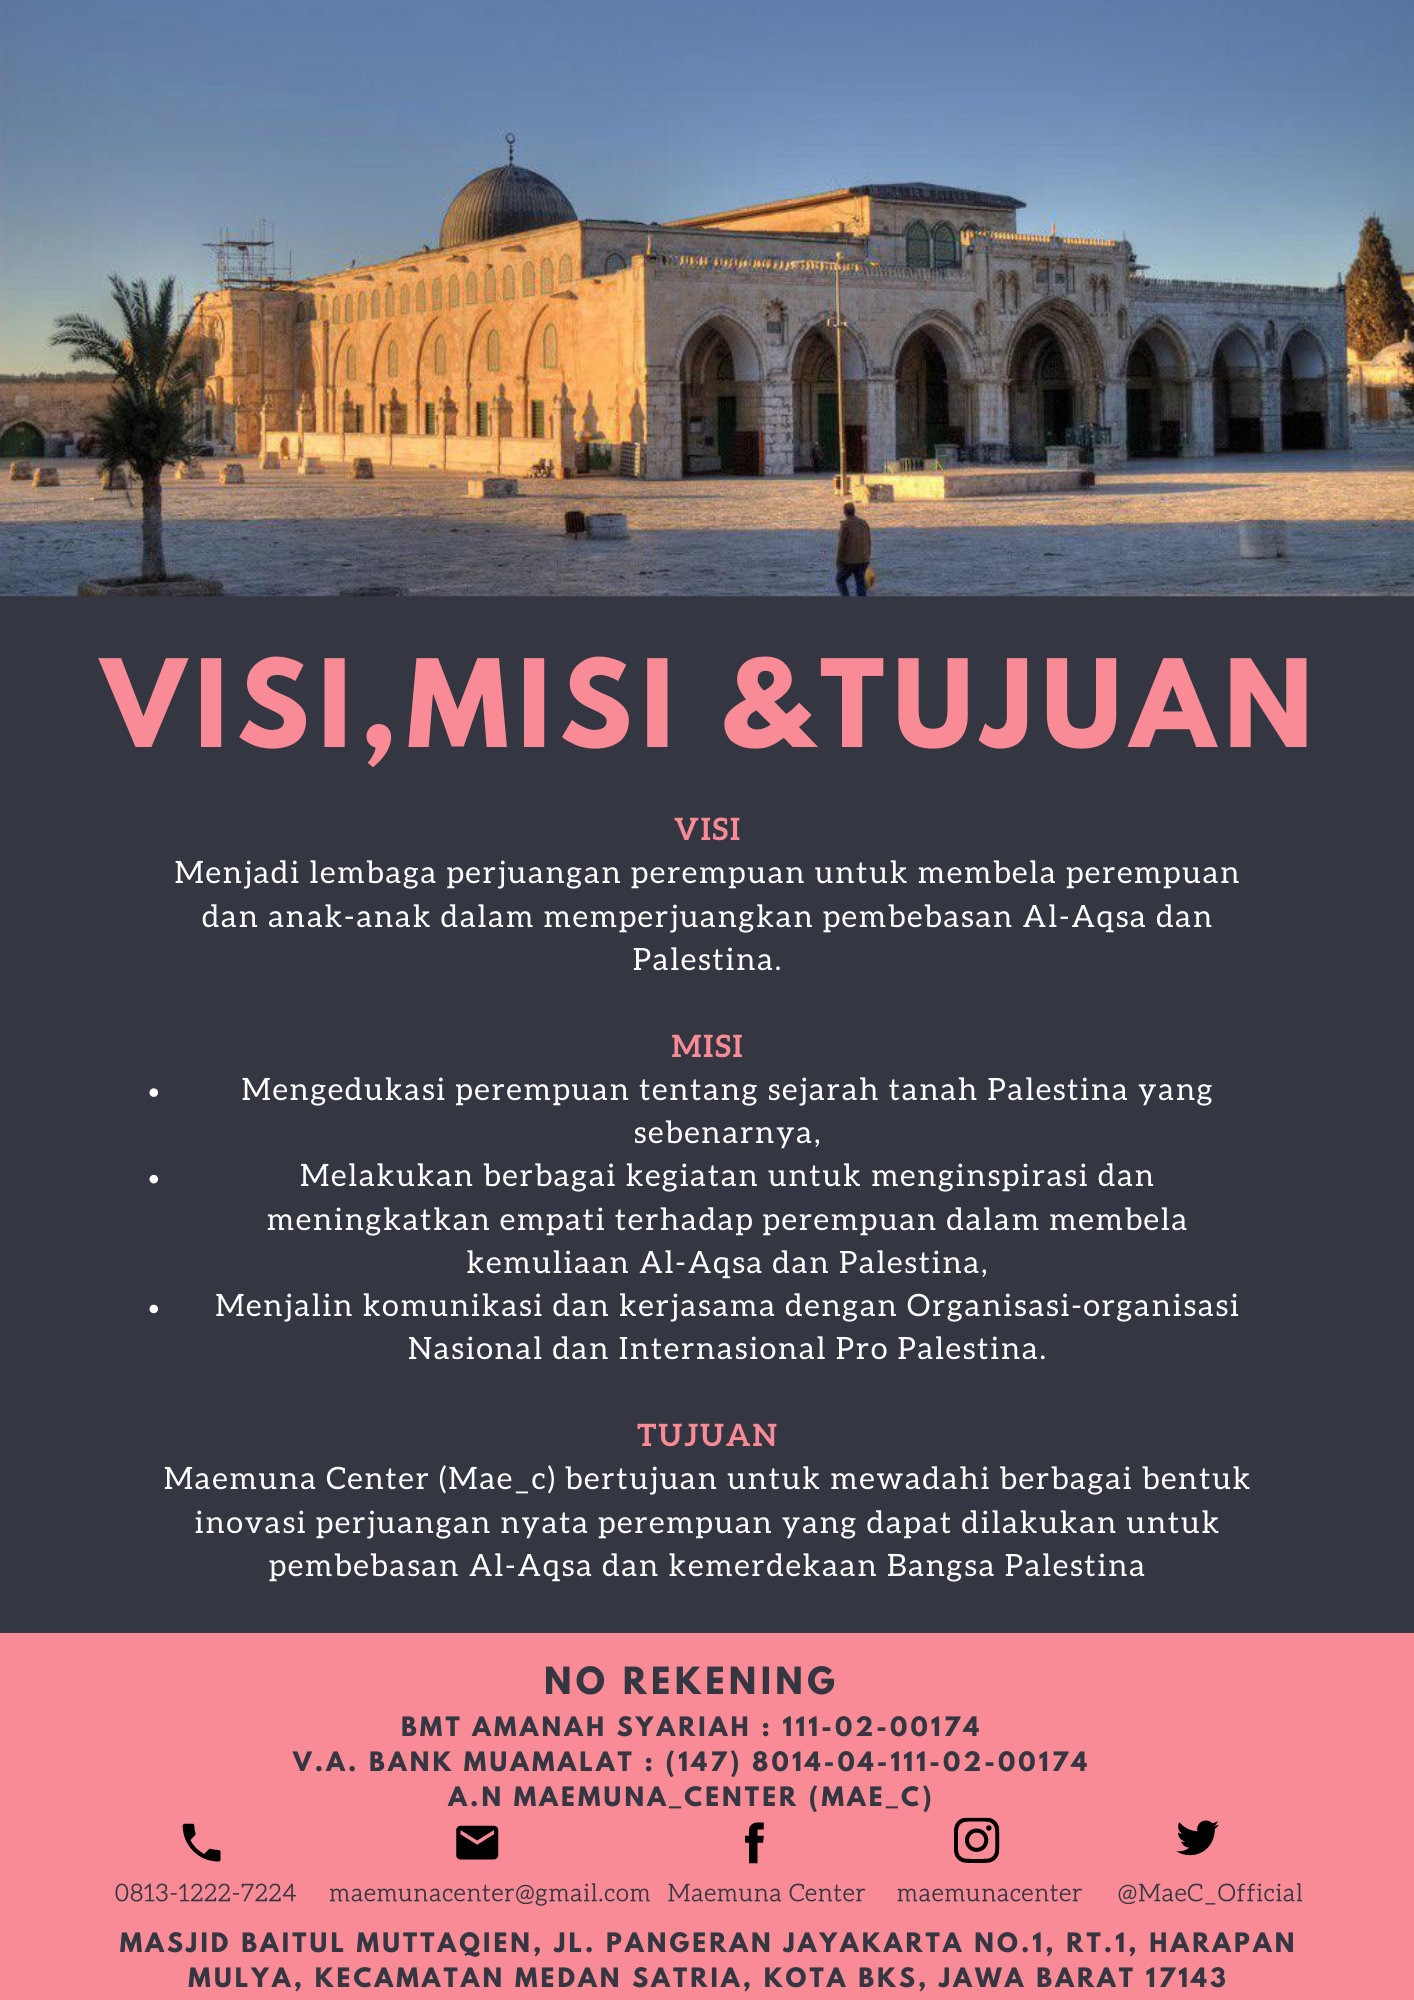 VISI,MISI &TUJUAN
VISI
Menjadi lembaga perjuangan perempuan untuk membela perempuan
dan anak-anak dalam memperjuangkan pembebasan Al-Aqsa dan
Palestina.
MISI
• Mengedukasi perempuan tentang sejarah tanah Palestina yang
sebenarnya,
• Melakukan berbagai kegiatan untuk menginspirasi dan
meningkatkan empati terhadap perempuan dalam membela
kemuliaan Al-Aqsa dan Palestina,
• Menjalin komunikasi dan kerjasama dengan Organisasi-organisasi
Nasional dan Internasional Pro Palestina.
TUJUAN
Maemuna Center (Mae_c) bertujuan untuk mewadahi berbagai bentuk
inovasi perjuangan nyata perempuan yang dapat dilakukan untuk
pembebasan Al-Aqsa dan kemerdekaan Bangsa Palestina
NO REKENING
BMT AMANAH SYARIAH : 111-02-00174
V.A. BANK MUAMALAT : (147) 8014-04-111-02-00174
A.N MAEMUNA_CENTER (MAE_C)
0813-1222-7224 maemunacenter@gmail.com Maemuna Center maemunacenter @MaeC_Official
MASJID BAITUL MUTTAQIEN, JL. PANGERAN JAYAKARTA NO.1, RT.1, HARAPAN
MULYA, KECAMATAN MEDAN SATRIA, KOTA BKS, JAWA BARAT 17143